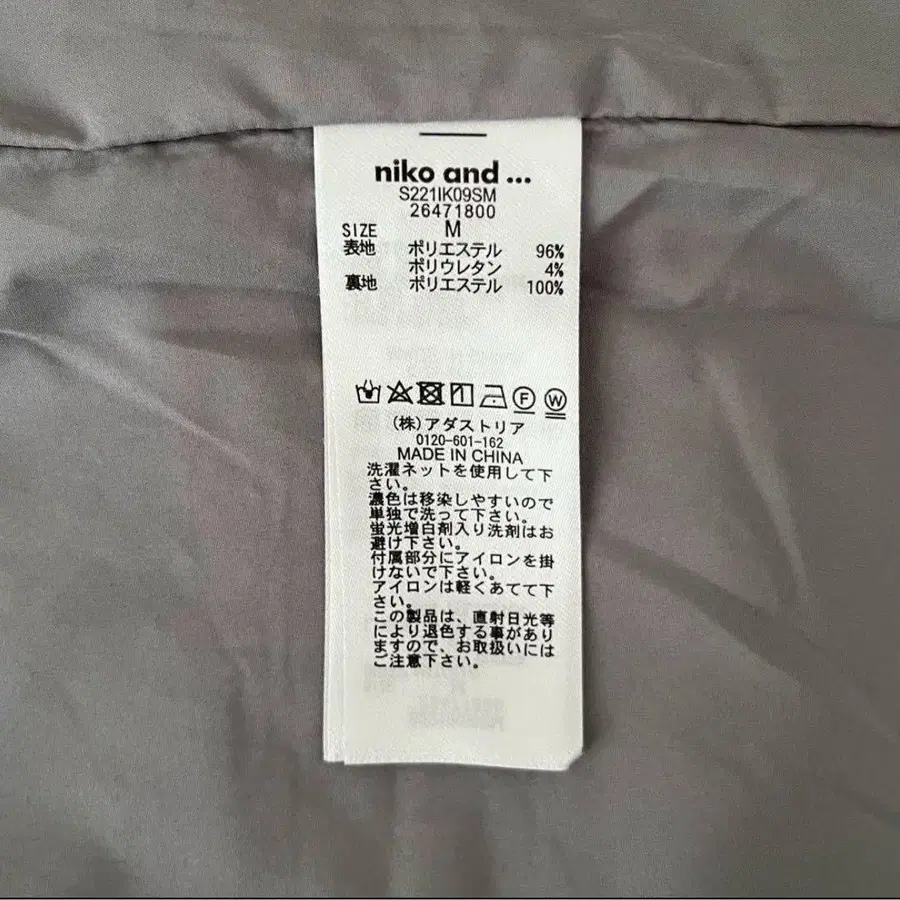 niko and ...
S221IK09SM
26471800
SIZE M
表地 ポリエステル 96%
ポリウレタン 4%
裏地 ポリエステル 100%
F W
(株)アダストリア
0120-601-162
MADE IN CHINA
洗濯ネットを使用して下
さい。
濃色は移染しやすいので
単独で洗って下さい。
蛍光増白剤入り洗剤はお
避け下さい。
付属部分にアイロンを掛
けないで下さい。
アイロンは軽くあてて下
さい。
この製品は、直射日光等
により退色する事があり
ますので、お取扱いには
ご注意下さい。